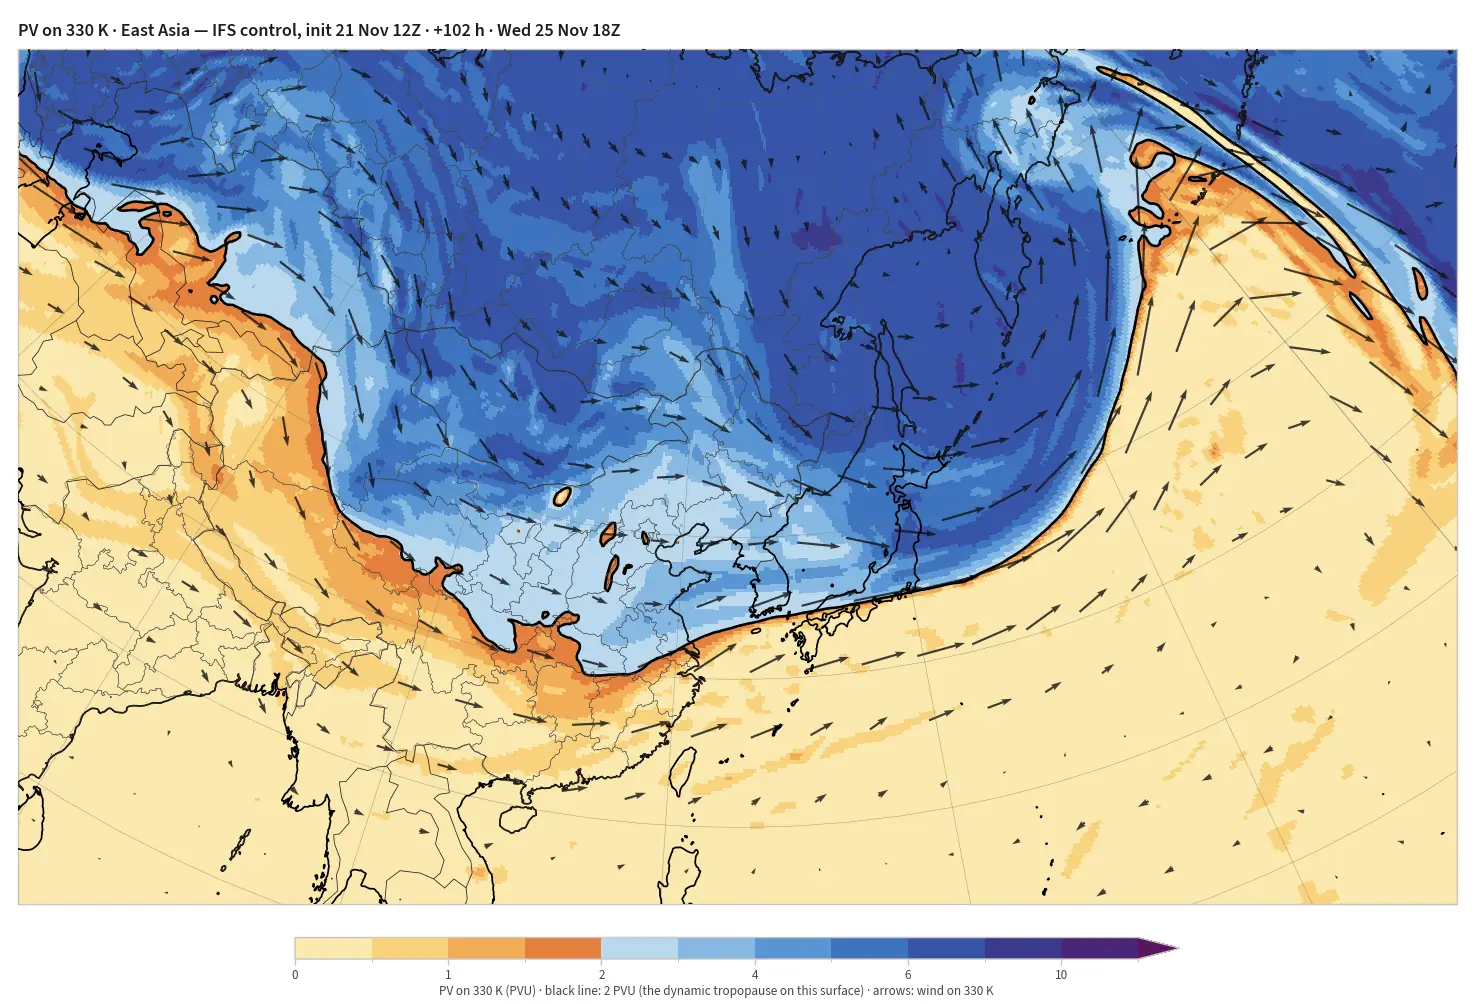 PV on 330 K · East Asia — IFS control, init 21 Nov 12Z · +102 h · Wed 25 Nov 18Z
0 1 2 4 6 10
PV on 330 K (PVU) · black line: 2 PVU (the dynamic tropopause on this surface) · arrows: wind on 330 K